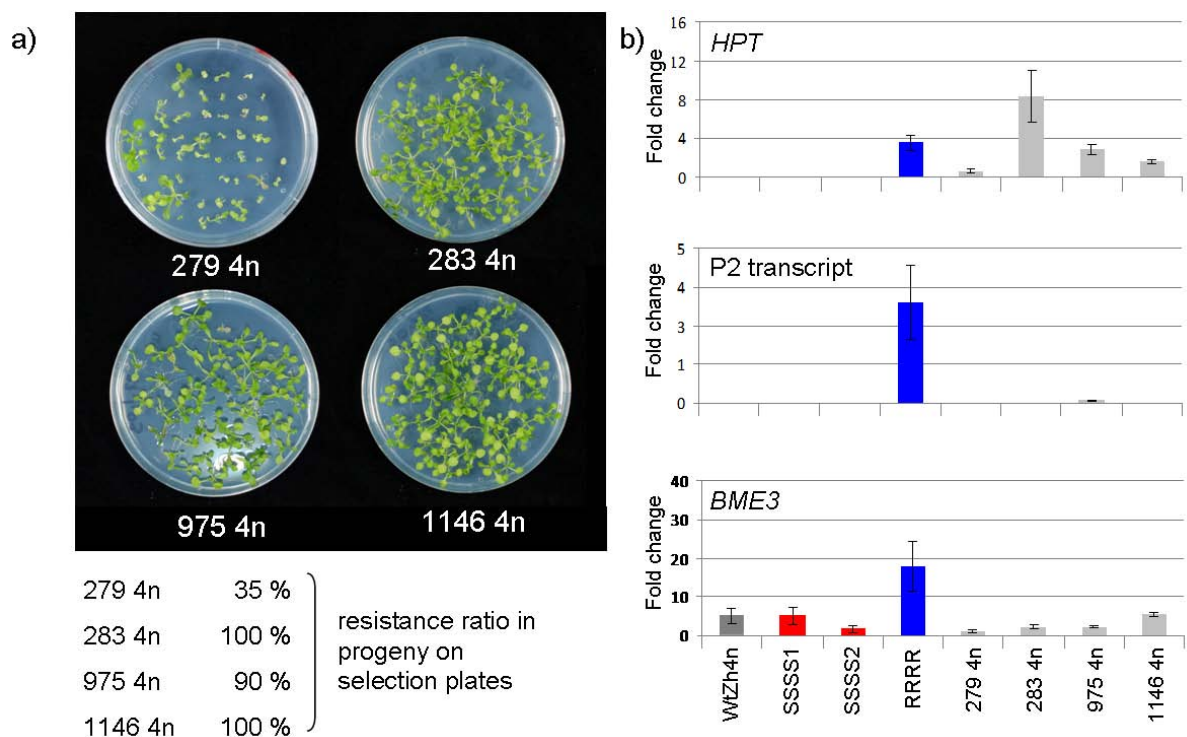 a)
279 4n
283 4n
975 4n
1146 4n
279 4n 35 %
283 4n 100 %
975 4n 90 %
1146 4n 100 %
resistance ratio in
progeny on
selection plates
b)
HPT
Fold change
16
12
8
4
0
P2 transcript
Fold change
5
4
3
1
0
BME3
Fold change
40
30
20
10
0
WtZh4n
SSSS1
SSSS2
RRRR
279 4n
283 4n
975 4n
1146 4n